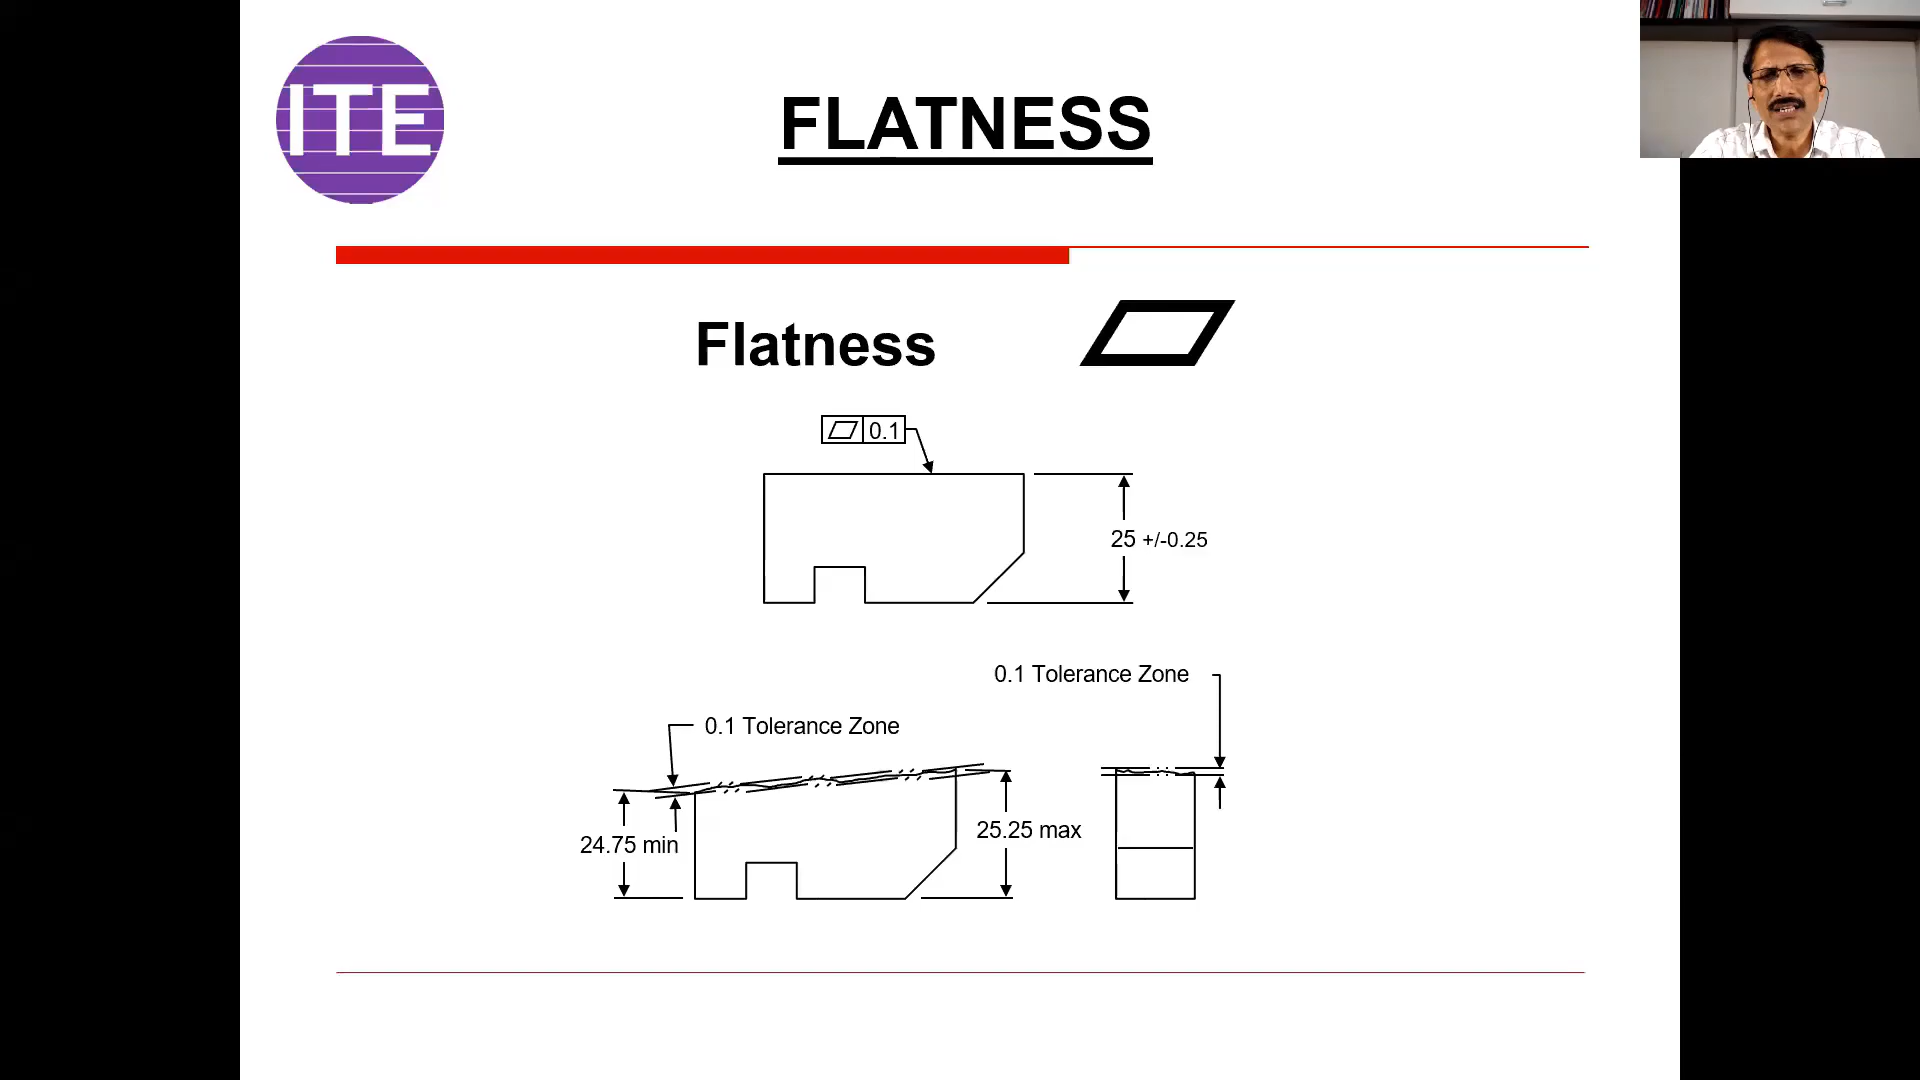 ITE
FLATNESS
Flatness
0.1
25 +/-0.25
0.1 Tolerance Zone
0.1 Tolerance Zone
24.75 min
25.25 max